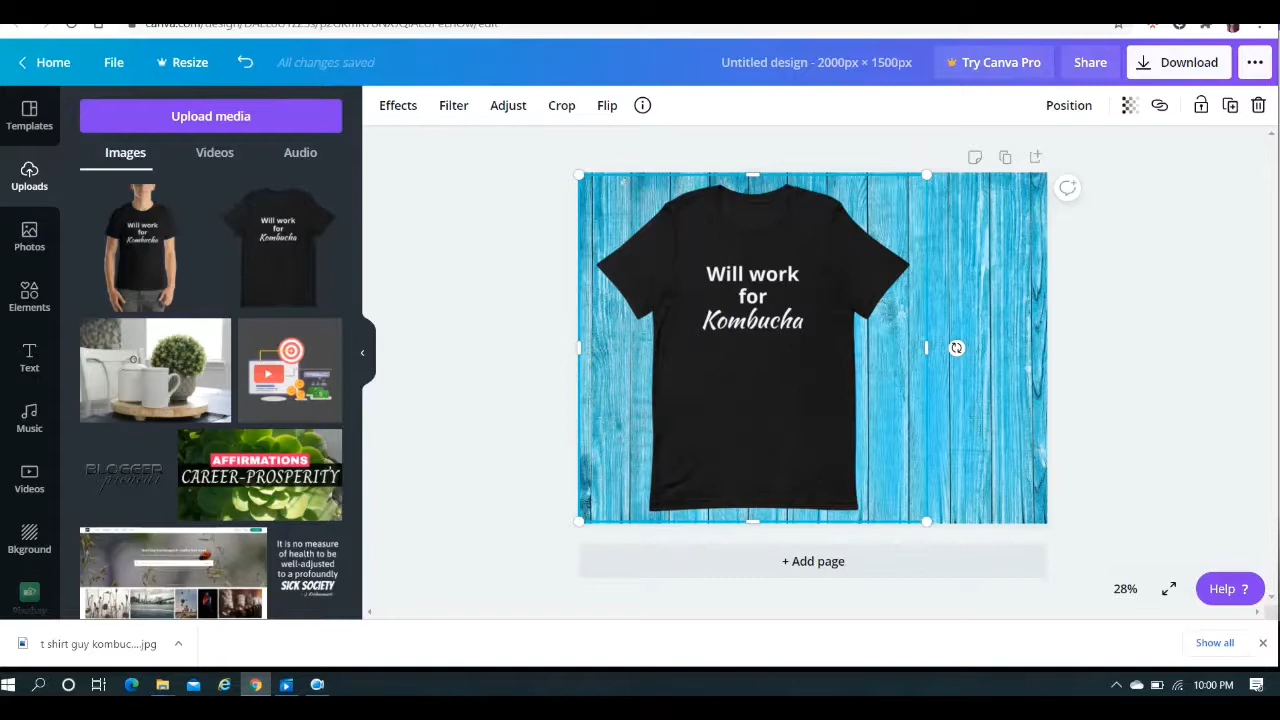 Home
File
Resize
All changes saved
Untitled design - 2000px × 1500px
Try Canva Pro
Share
Download
Templates
Uploads
Photos
Elements
Text
Music
Videos
Bkground
Pixabay
Upload media
Images
Videos
Audio
Will work
for
Kombucha
Will work
for
Kombucha
BLOGGER
AFFIRMATIONS
CAREER-PROSPERITY
It is no measure
of health to be
well-adjusted
to a profoundly
SICK SOCIETY
Effects
Filter
Adjust
Crop
Flip
Position
Will work
for
Kombucha
+ Add page
28%
Help ?
t shirt guy kombuc....jpg
Show all
10:00 PM